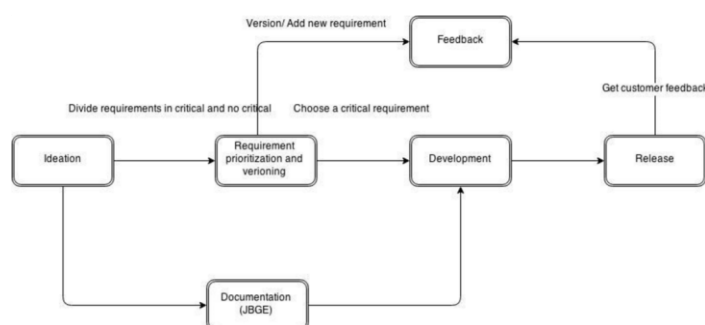 Version/ Add new requirement
Feedback
Get customer feedback
Divide requirements in critical and no critical
Choose a critical requirement
Ideation
Requirement
prioritization and
verioning
Development
Release
Documentation
(JBGE)